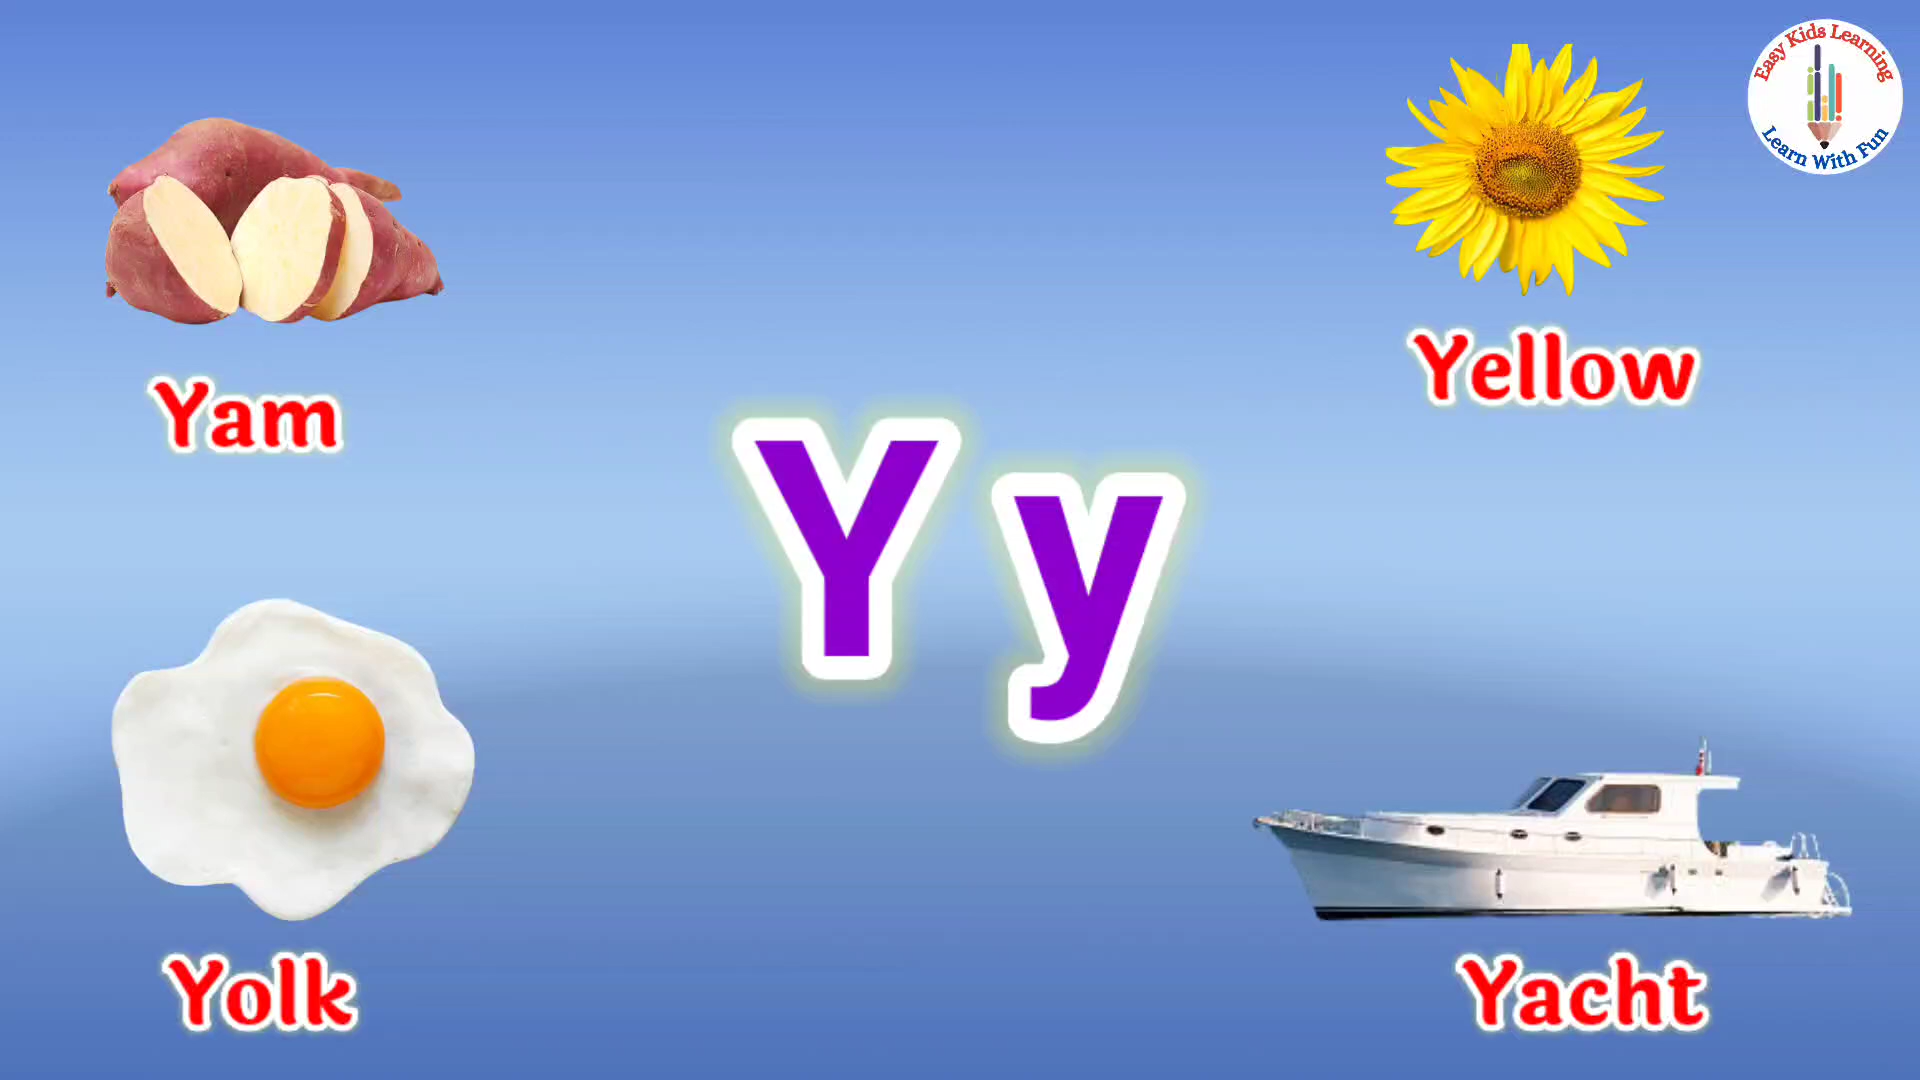 Easy Kids Learning
Learn With Fun
Yam
Yellow
Y y
Yolk
Yacht